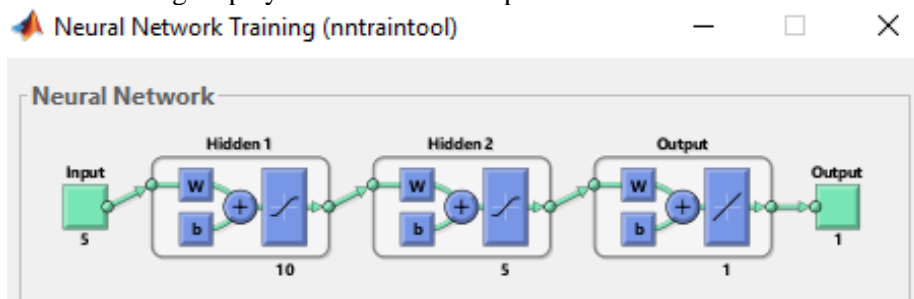 Neural Network Training (nntraintool)
Neural Network
Hidden 1 Hidden 2 Output
Input Output
W W W
b b b
5 1
10 5 1